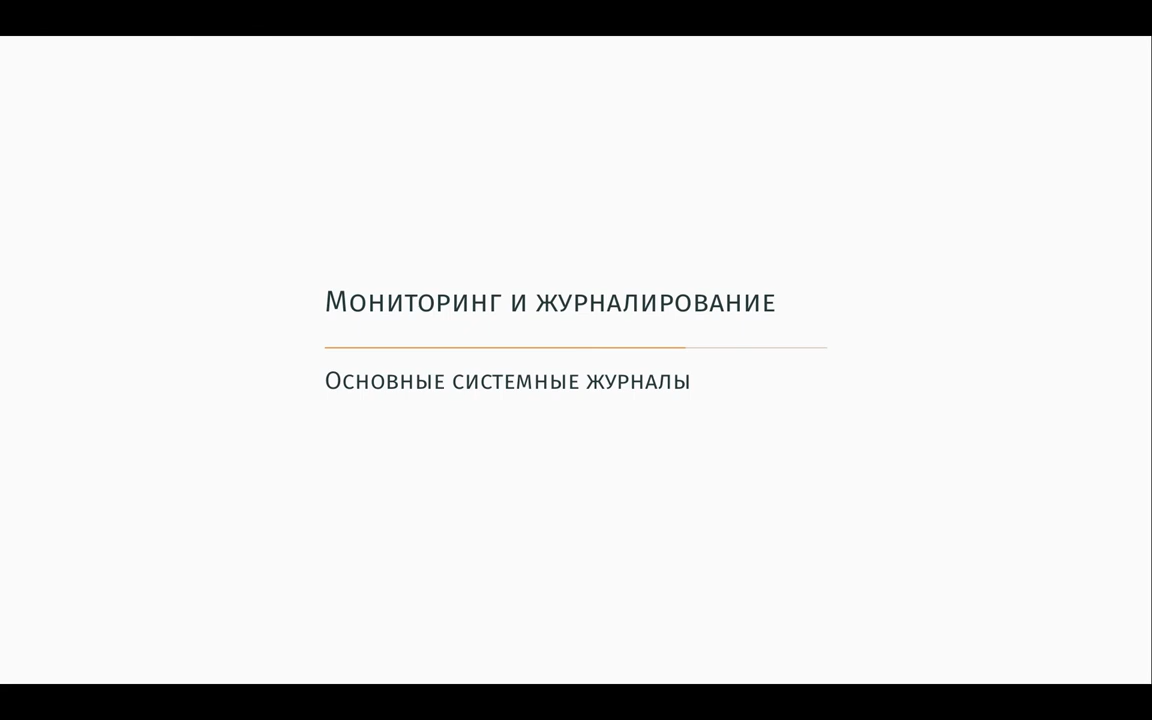 Мониторинг и журналирование
Основные системные журналы